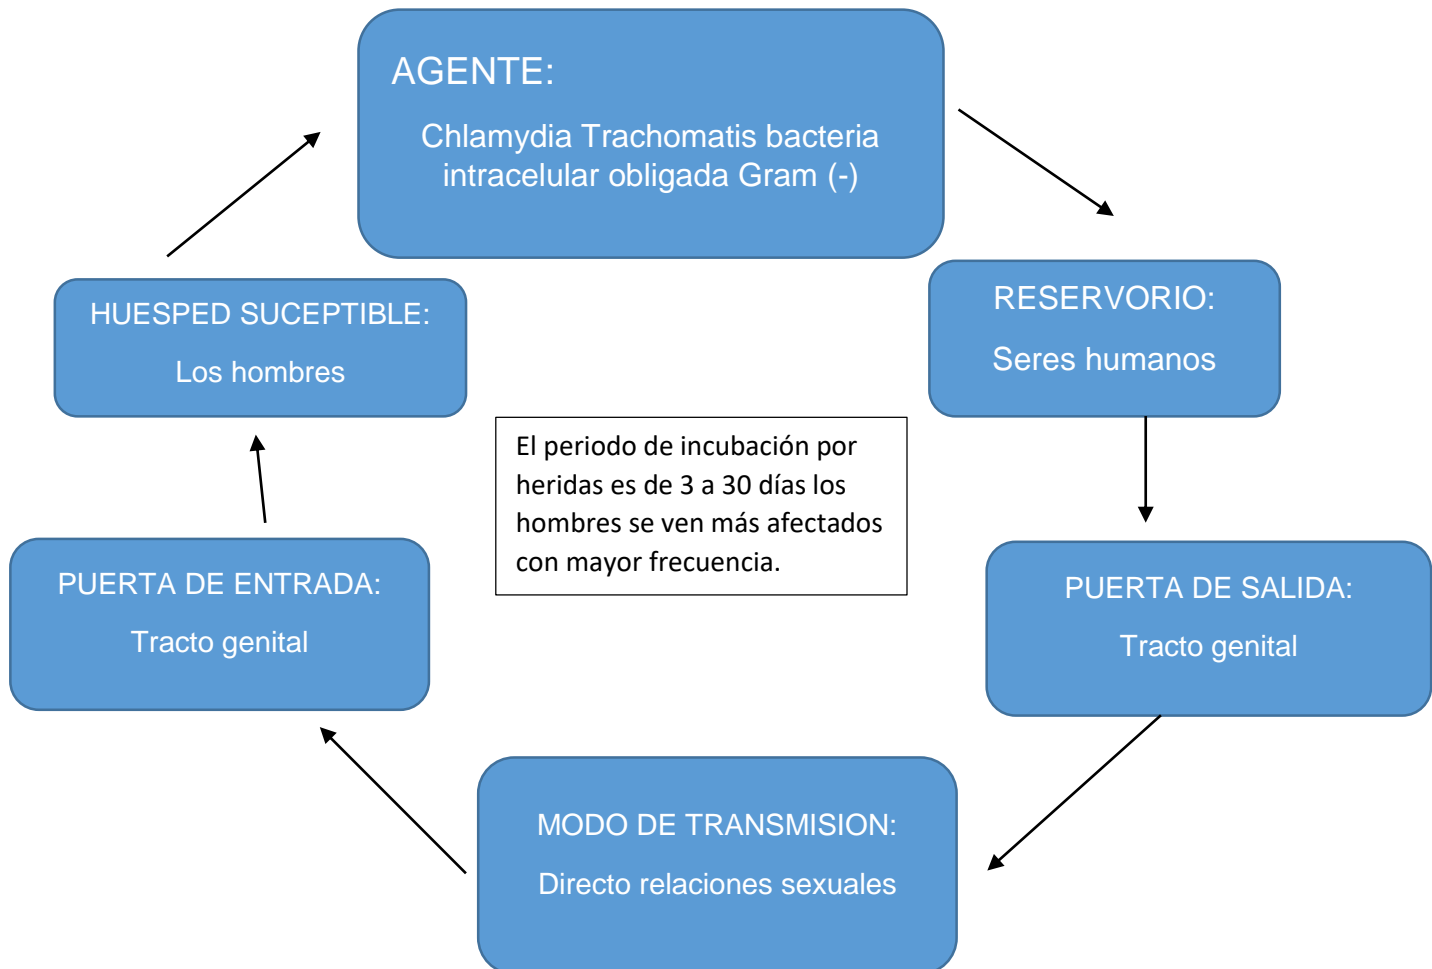 AGENTE:
Chlamydia Trachomatis bacteria
intracelular obligada Gram (-)
RESERVORIO:
Seres humanos
PUERTA DE SALIDA:
Tracto genital
MODO DE TRANSMISION:
Directo relaciones sexuales
PUERTA DE ENTRADA:
Tracto genital
HUESPED SUCEPTIBLE:
Los hombres
El periodo de incubación por
heridas es de 3 a 30 días los
hombres se ven más afectados
con mayor frecuencia.